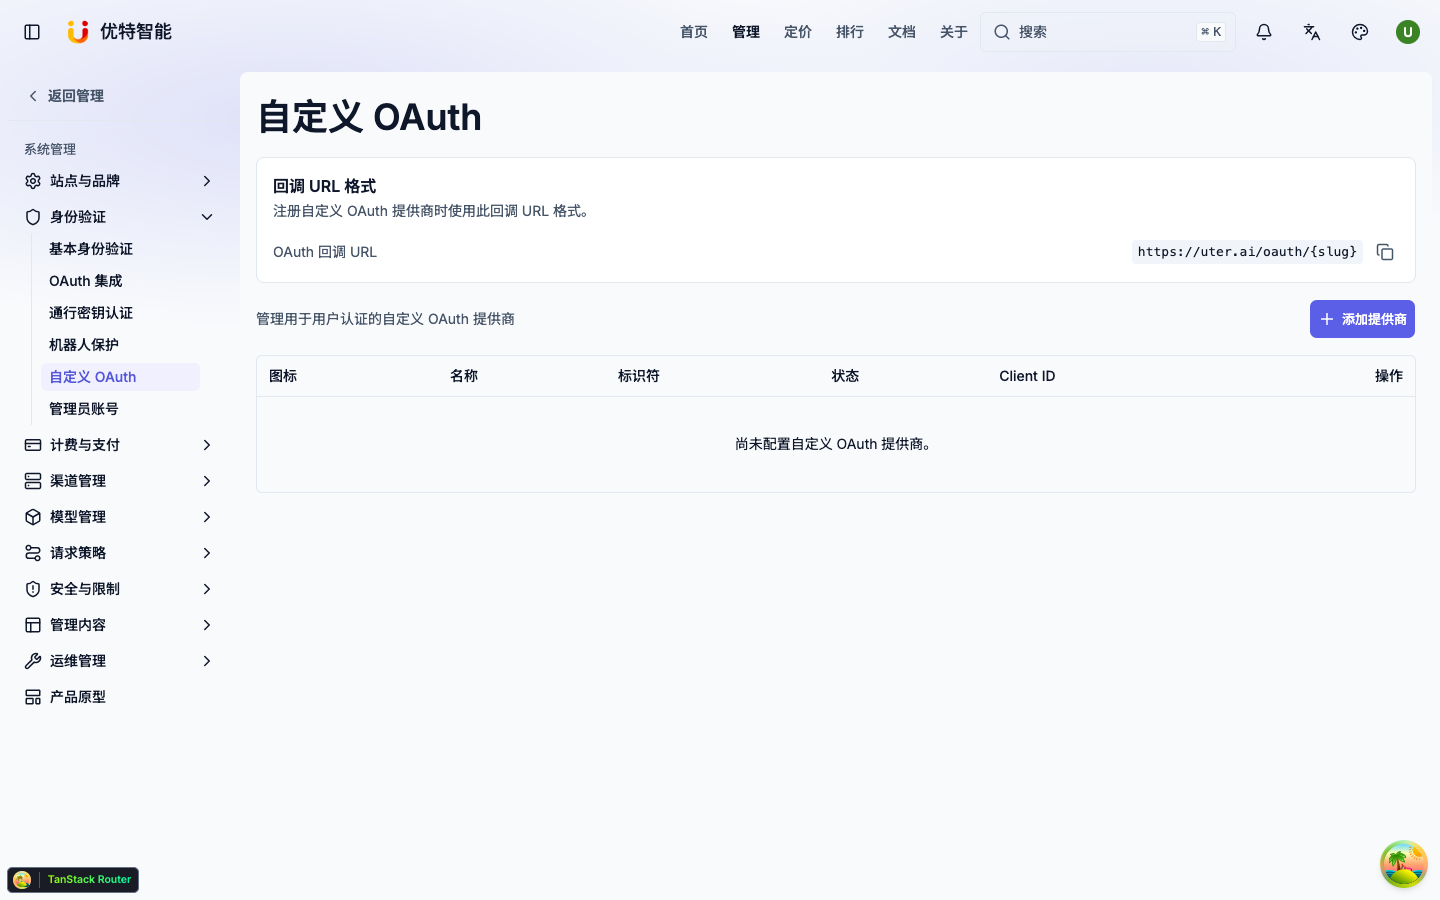 优特智能
首页 管理 定价 排行 文档 关于 搜索 ⌘ K U
返回管理
系统管理
站点与品牌
身份验证
基本身份验证
OAuth 集成
通行密钥认证
机器人保护
自定义 OAuth
管理员账号
计费与支付
渠道管理
模型管理
请求策略
安全与限制
管理内容
运维管理
产品原型
自定义 OAuth
回调 URL 格式
注册自定义 OAuth 提供商时使用此回调 URL 格式。
OAuth 回调 URL https://uter.ai/oauth/{slug}
管理用于用户认证的自定义 OAuth 提供商 添加提供商
图标 名称 标识符 状态 Client ID 操作
尚未配置自定义 OAuth 提供商。
TanStack Router